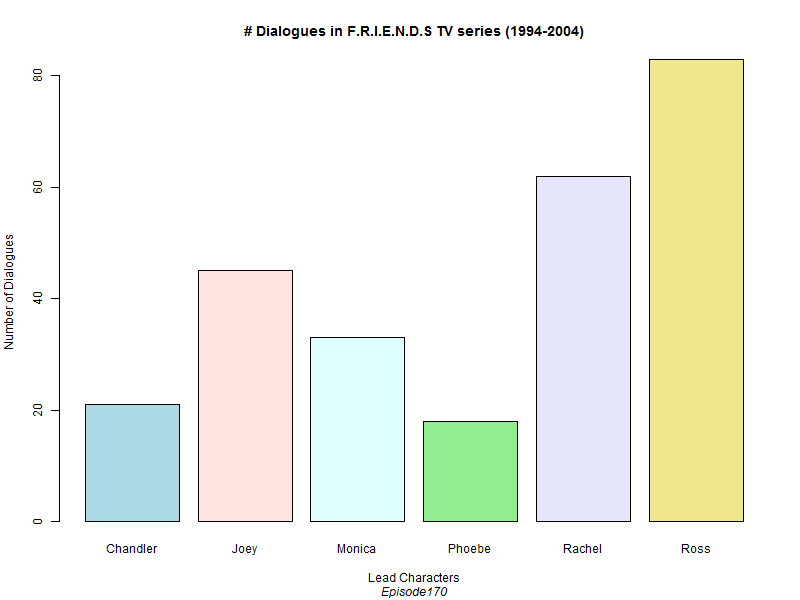 # Dialogues in F.R.I.E.N.D.S TV series (1994-2004)
Number of Dialogues
80
60
40
20
0
Chandler Joey Monica Phoebe Rachel Ross
Lead Characters
Episode170